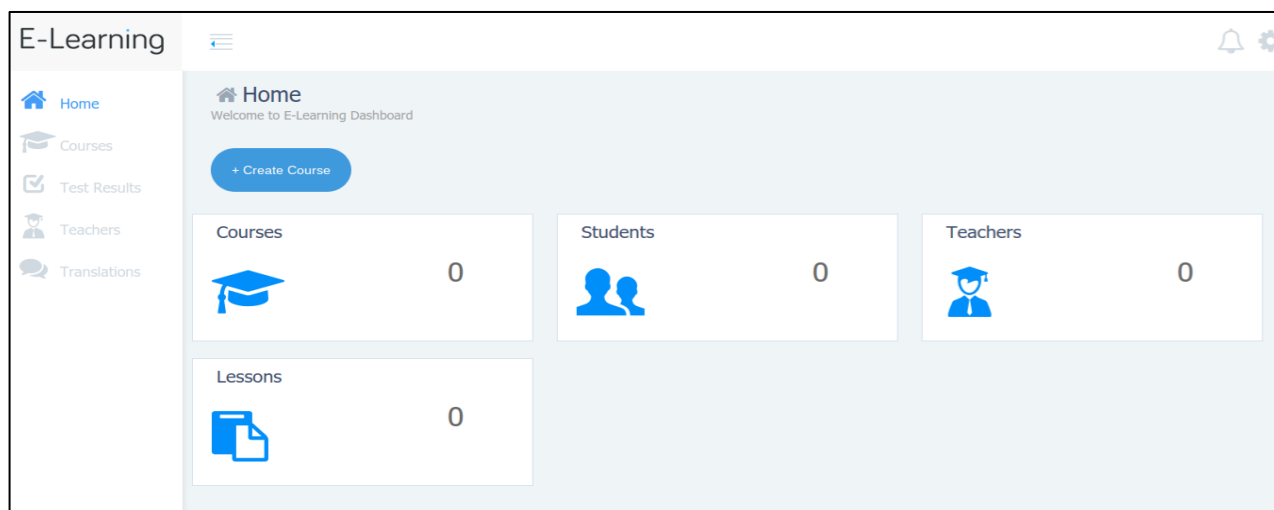 E-Learning
Home
Courses
Test Results
Teachers
Translations
Home
Welcome to E-Learning Dashboard
+ Create Course
Courses
0
Students
0
Teachers
0
Lessons
0